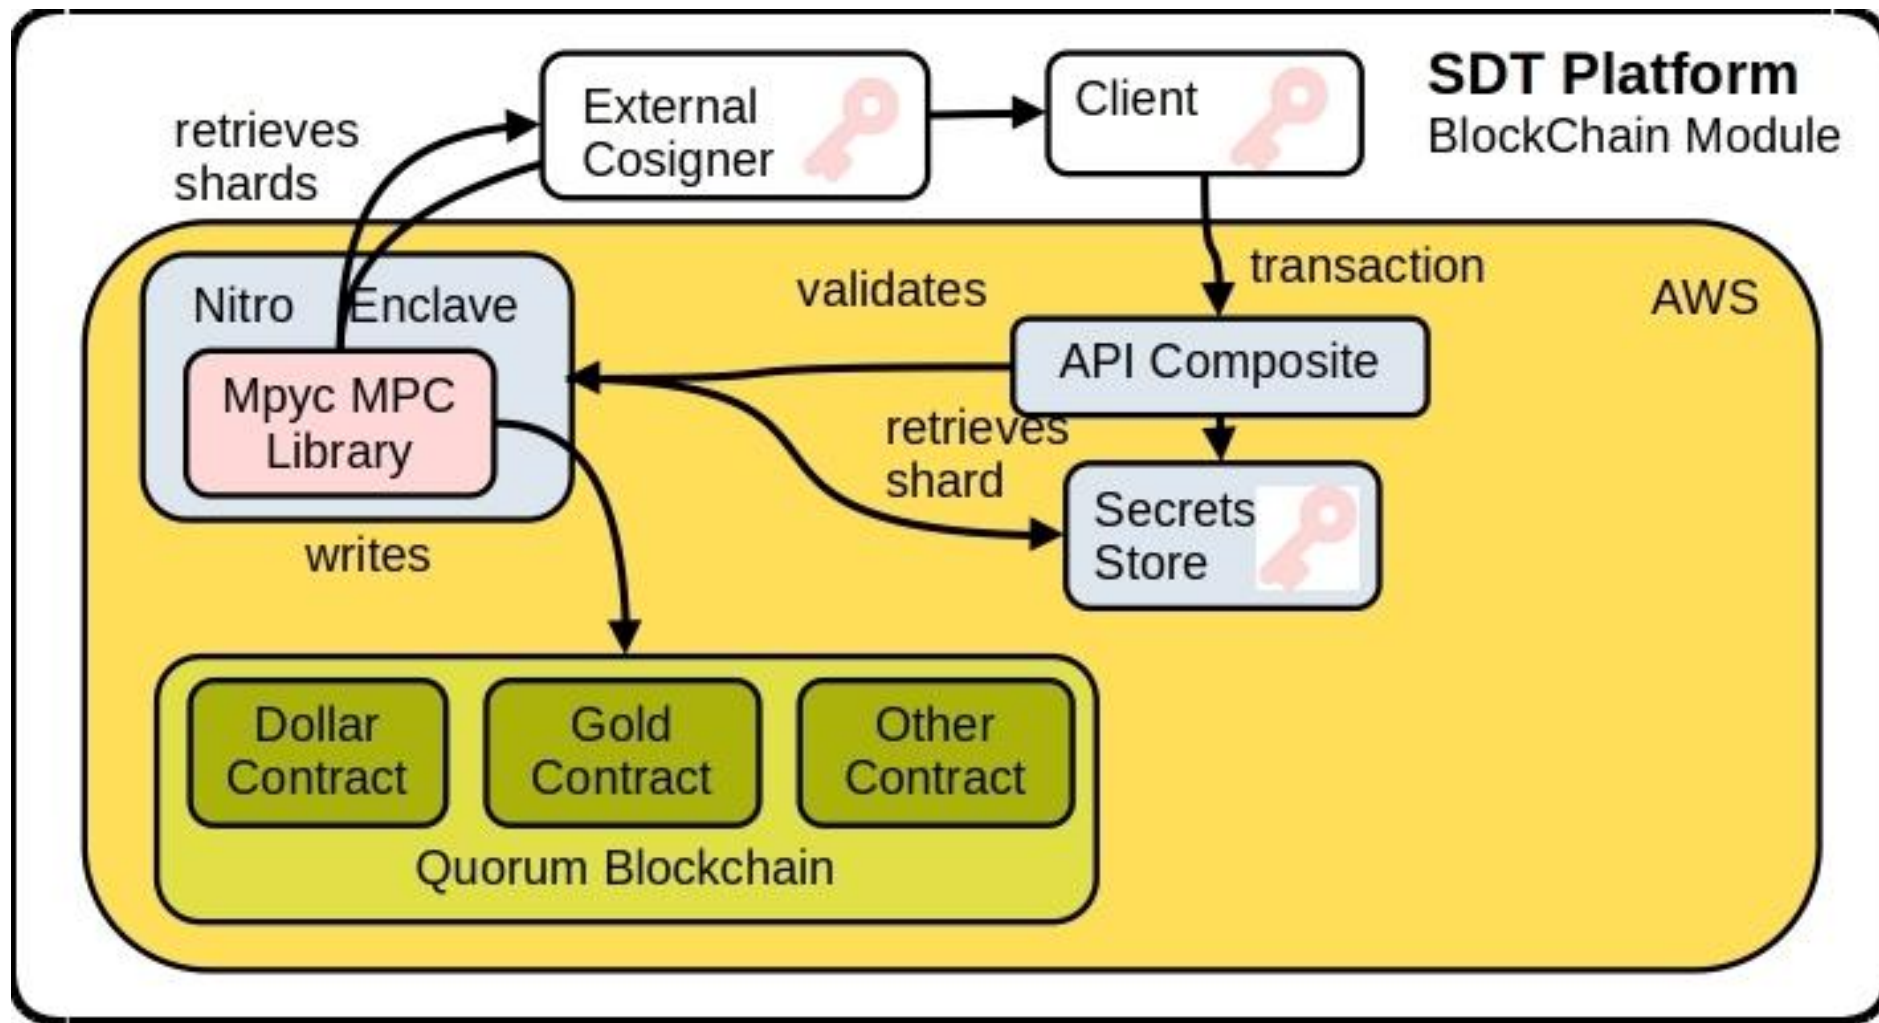 SDT Platform
BlockChain Module
External
Cosigner
Client
retrieves
shards
transaction
AWS
validates
Nitro Enclave
API Composite
Mpyc MPC
Library
retrieves
shard
Secrets
Store
writes
Dollar
Contract
Gold
Contract
Other
Contract
Quorum Blockchain